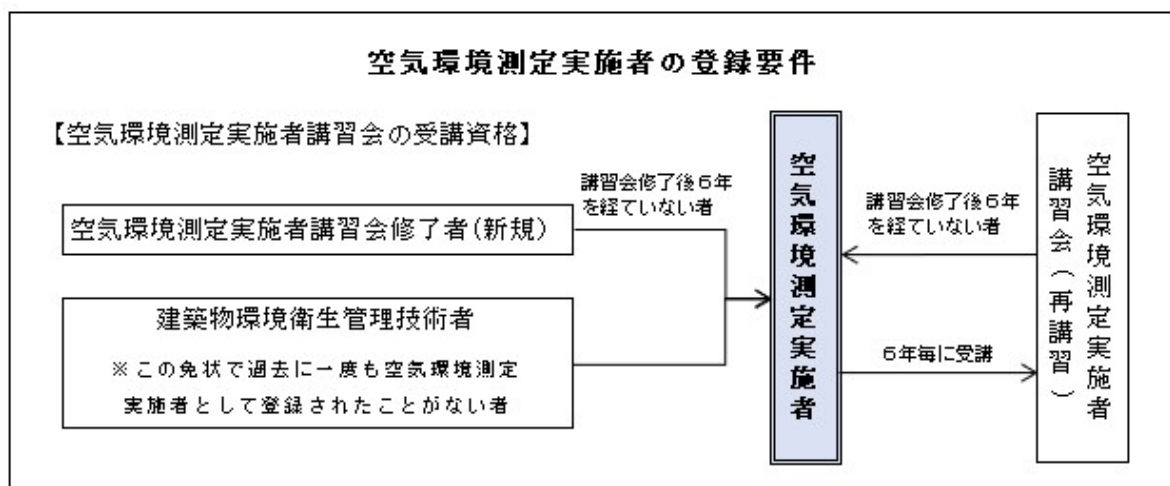 空気環境測定実施者の登録要件
【空気環境測定実施者講習会の受講資格】
講習会修了後６年
を経ていない者
空気環境測定実施者講習会修了者(新規)
建築物環境衛生管理技術者
※この免状で過去に一度も空気環境測定
実施者として登録されたことがない者
空気環境測定実施者
講習会修了後６年
を経ていない者
６年毎に受講
空気環境測定実施者
講習会（再講習）